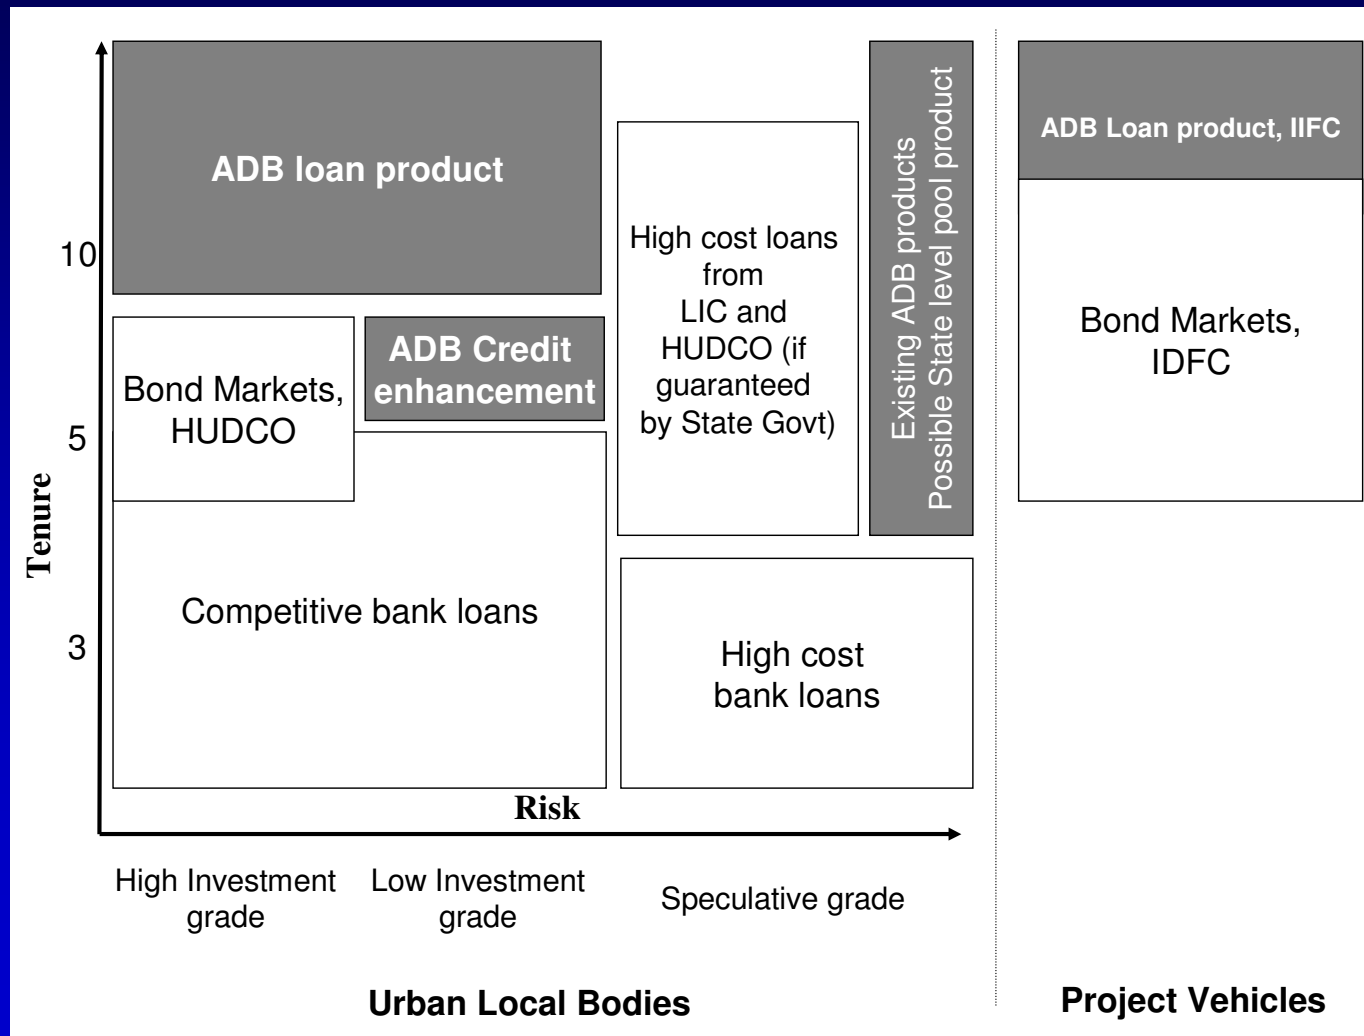 ADB loan product
10
Bond Markets,
HUDCO
ADB Credit
enhancement
5
Tenure
Competitive bank loans
3
High cost loans
from
LIC and
HUDCO (if
guaranteed
by State Govt)
Existing ADB products
Possible State level pool product
High cost
bank loans
Risk
High Investment
grade
Low Investment
grade
Speculative grade
Urban Local Bodies
ADB Loan product, IIFC
Bond Markets,
IDFC
Project Vehicles